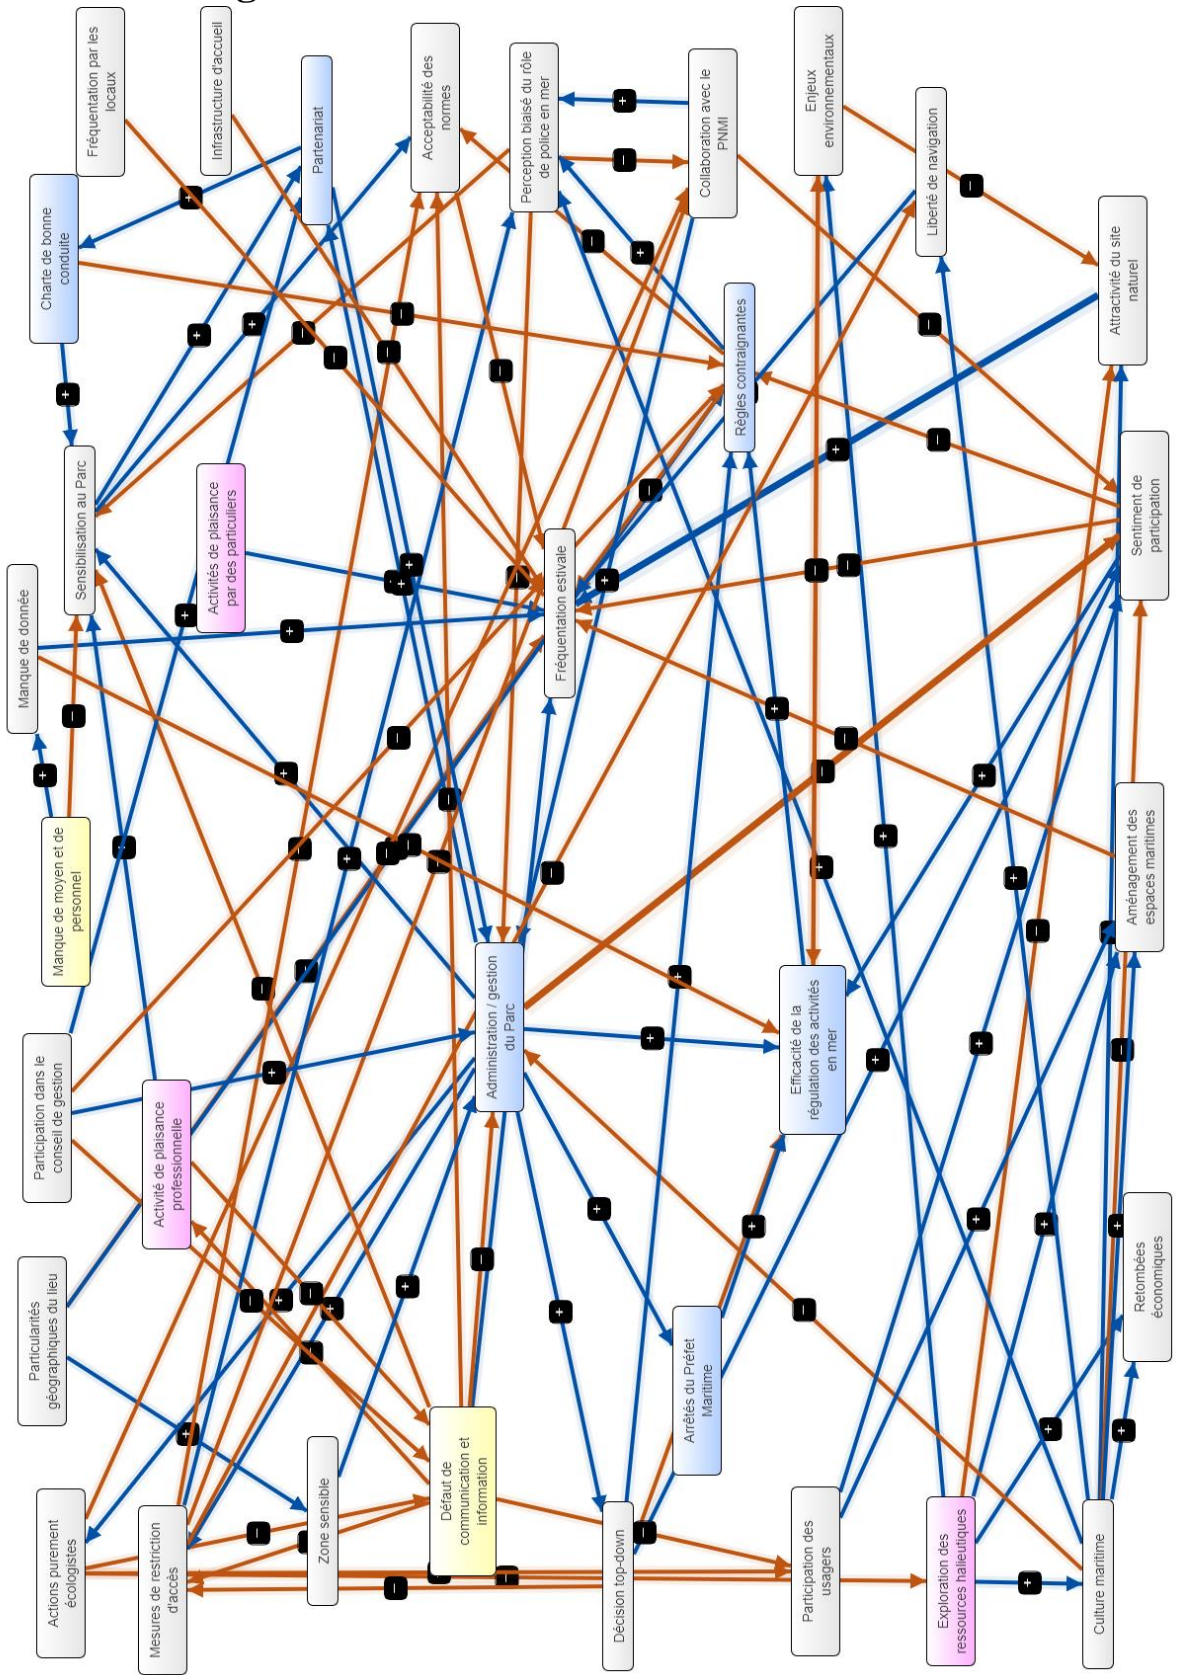 Fréquentation par les
locaux
Infrastructure d'accueil
Partenariat
Acceptabilité des
normes
Perception biaisé du rôle
de police en mer
Collaboration avec le
PNMI
Enjeux
environnementaux
Liberté de navigation
Attractivité du site
naturel
Charte de bonne
conduite
Sensibilisation au Parc
Activités de plaisance
par des particuliers
Règles contraignantes
Sentiment de
participation
Manque de donnée
Fréquentation estivale
Manque de moyen et de
personnel
Aménagement des
espaces maritimes
Administration / gestion
du Parc
Efficacité de la
régulation des activités
en mer
Participation dans le
conseil de gestion
Activité de plaisance
professionnelle
Particularités
géographiques du lieu
Retombées
économiques
Arrêtés du Préfet
Maritime
Défaut de
communication et
information
Zone sensible
Actions purement
écologistes
Mesures de restriction
d'accès
Décision top-down
Participation des
usagers
Exploration des
ressources halieutiques
Culture maritime